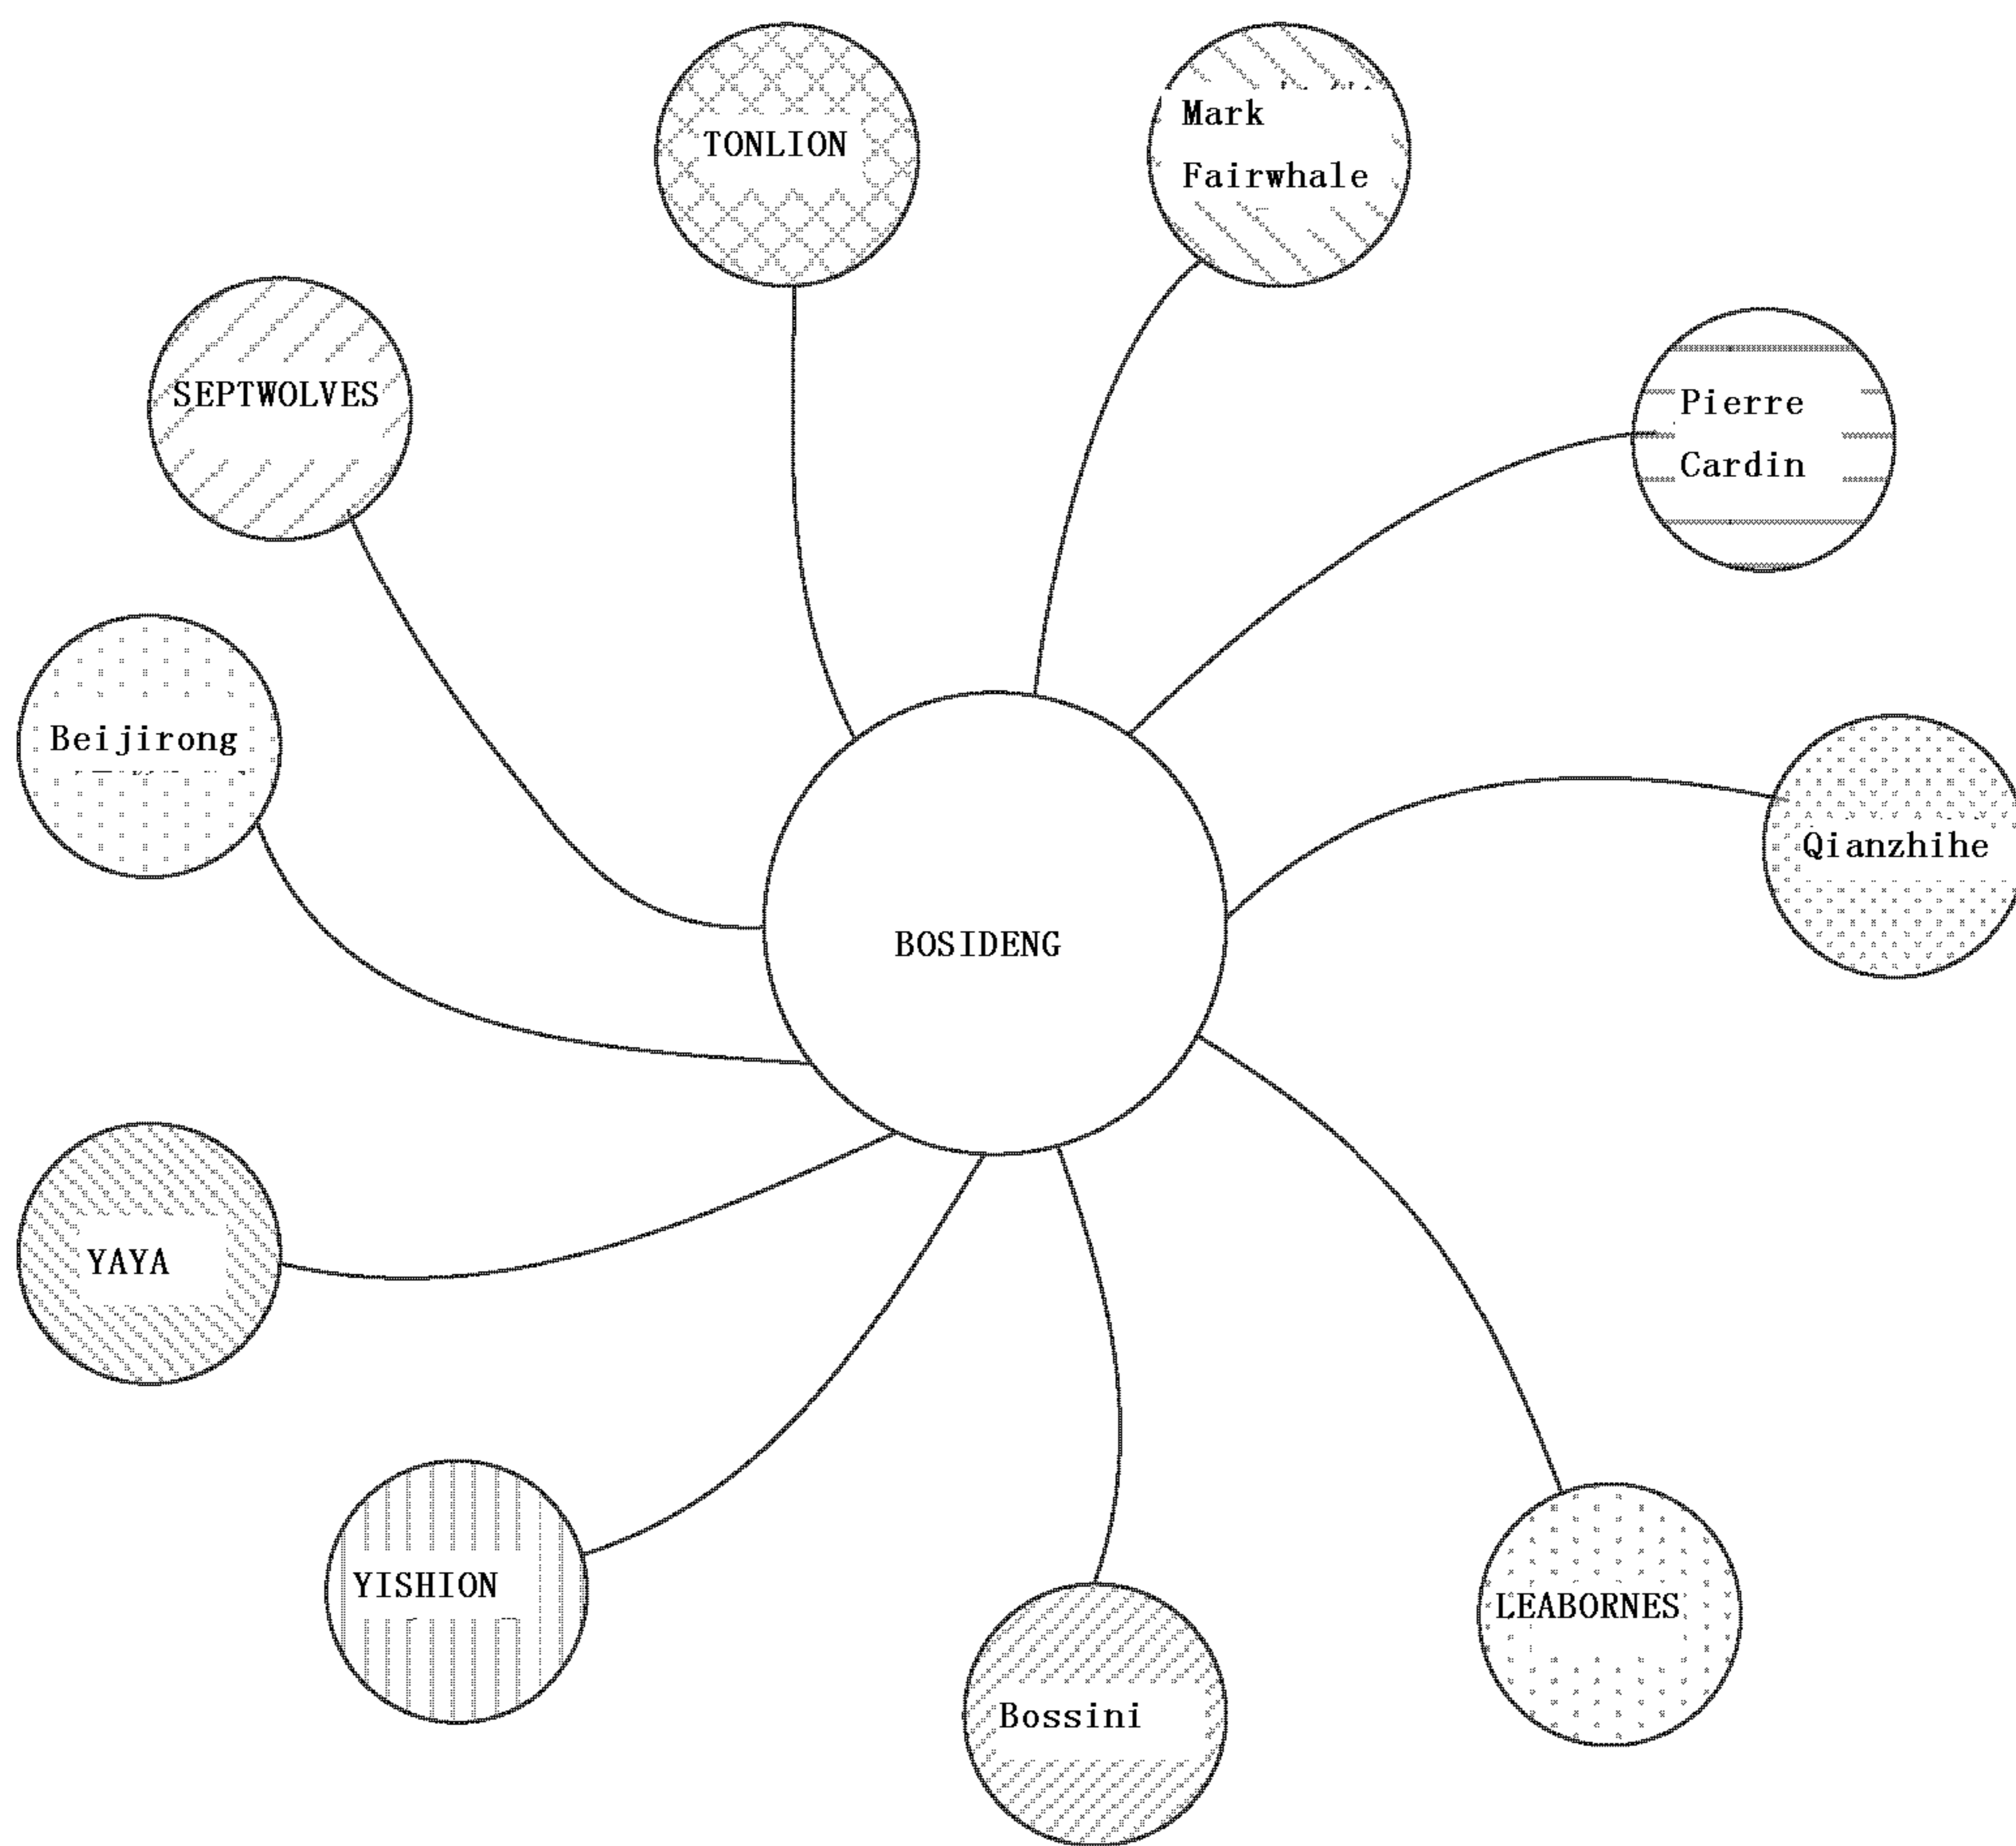 TONLION
Mark
Fairwhale
SEPTWOLVES
Pierre
Cardin
Beijirong
Qianzhihe
BOSIDENG
YAYA
YISHION
LEABORNES
Bossini